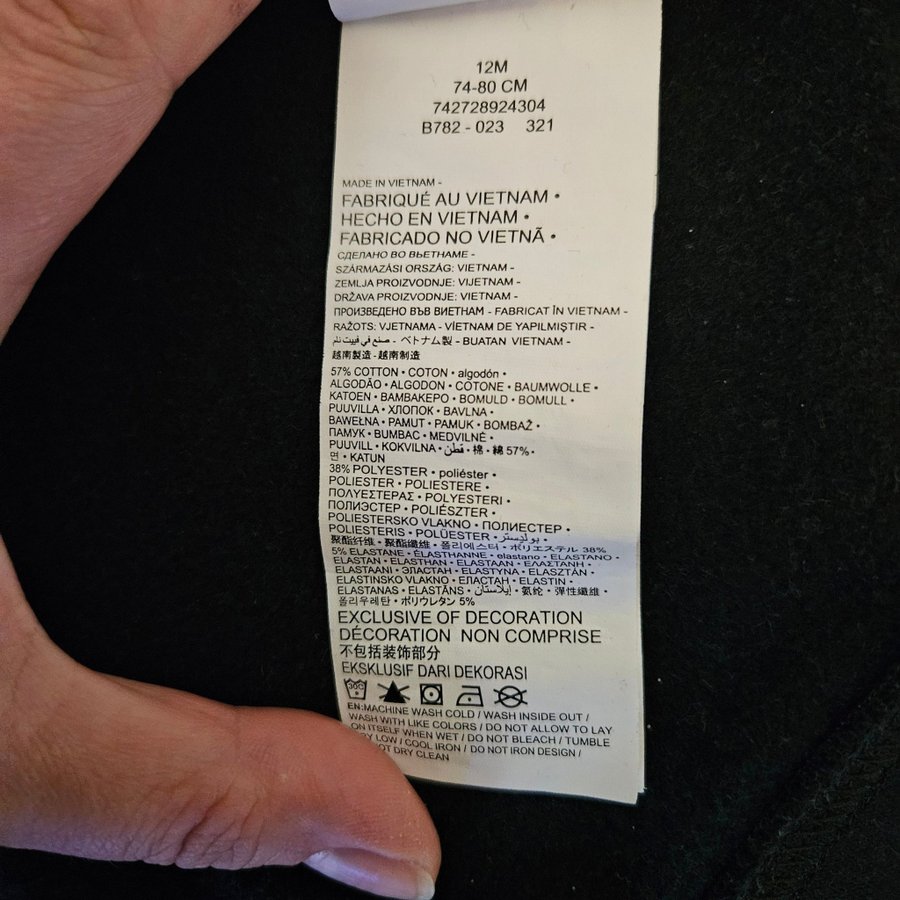 12M
74-80 CM
742728924304
B782 - 023 321
MADE IN VIETNAM -
FABRIQUÉ AU VIETNAM •
HECHO EN VIETNAM •
FABRICADO NO VIETNÃ •
СДЕЛАНО ВО ВЬЕТНАМЕ -
SZÁRMAZÁSI ORSZÁG: VIETNAM -
ZEMLJA PROIZVODNJE: VIJETNAM -
DRŽAVA PROIZVODNJE: VIETNAM -
ПРОИЗВЕДЕНО ВЪВ ВИЕТНАМ - FABRICAT ÎN VIETNAM -
RAŽOTS: VJETNAMA - VİETNAM DE YAPILMIŞTIR -
صنع في فييت نام - ベトナム製 - BUATAN VIETNAM -
越南製造 - 越南制造
57% COTTON • COTON • algodón •
ALGODÃO • ALGODON • COTONE • BAUMWOLLE •
KATOEN • BAMBAKEPO • BOMULD • BOMULL •
PUUVILLA • ХЛОПОК • BAVLNA •
BAWEŁNA • PAMUT • PAMUK • BOMBAŽ •
ПАМУК • BUMBAC • MEDVILNĖ •
PUUVILL • KOKVILNA • قطن • 棉 • 綿 57% •
면 • KATUN
38% POLYESTER • poliéster •
POLIESTER • POLIESTERE •
ΠΟΛΥΕΣΤΕΡΑΣ • POLYESTERI •
ПОЛИЭСТЕР • POLIÉSZTER •
POLIESTERSKO VLAKNO • ПОЛИЕСТЕР •
POLIESTERIS • POLÜESTER • بوليستر •
聚酯纤维 • 聚酯纖維 • 폴리에스터 • ポリエステル 38%
5% ELASTANE • ÉLASTHANNE • elastano • ELASTANO •
ELASTAN • ELASTHAN • ELASTAAN • ΕΛΑΣΤΑΝΗ •
ELASTAANI • ЭЛАСТАН • ELASTYNA • ELASZTÁN •
ELASTINSKO VLAKNO • ЕЛАСТАН • ELASTIN •
ELASTANAS • ELASTĀNS • إيلاستان • 氨纶 • 彈性纖維 •
폴리우레탄 • ポリウレタン 5%
EXCLUSIVE OF DECORATION
DÉCORATION NON COMPRISE
不包括装饰部分
EKSKLUSIF DARI DEKORASI
30C
EN:MACHINE WASH COLD / WASH INSIDE OUT /
WASH WITH LIKE COLORS / DO NOT ALLOW TO LAY
ON ITSELF WHEN WET / DO NOT BLEACH / TUMBLE
LOW / COOL IRON / DO NOT IRON DESIGN /
NOT DRY CLEAN